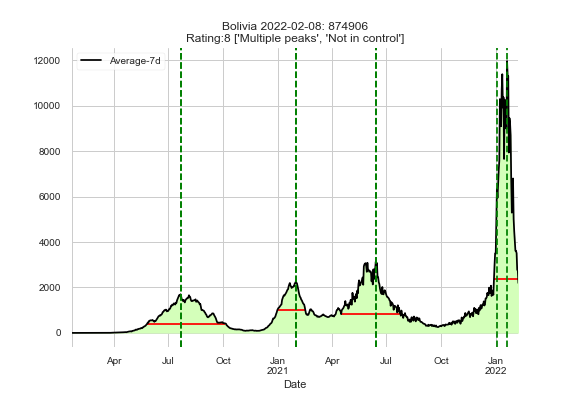 Bolivia 2022-02-08: 874906
Rating:8 ['Multiple peaks', 'Not in control']
Average-7d
12000
10000
8000
6000
4000
2000
0
Apr Jul Oct Jan Apr Jul Oct Jan
2021 2022
Date